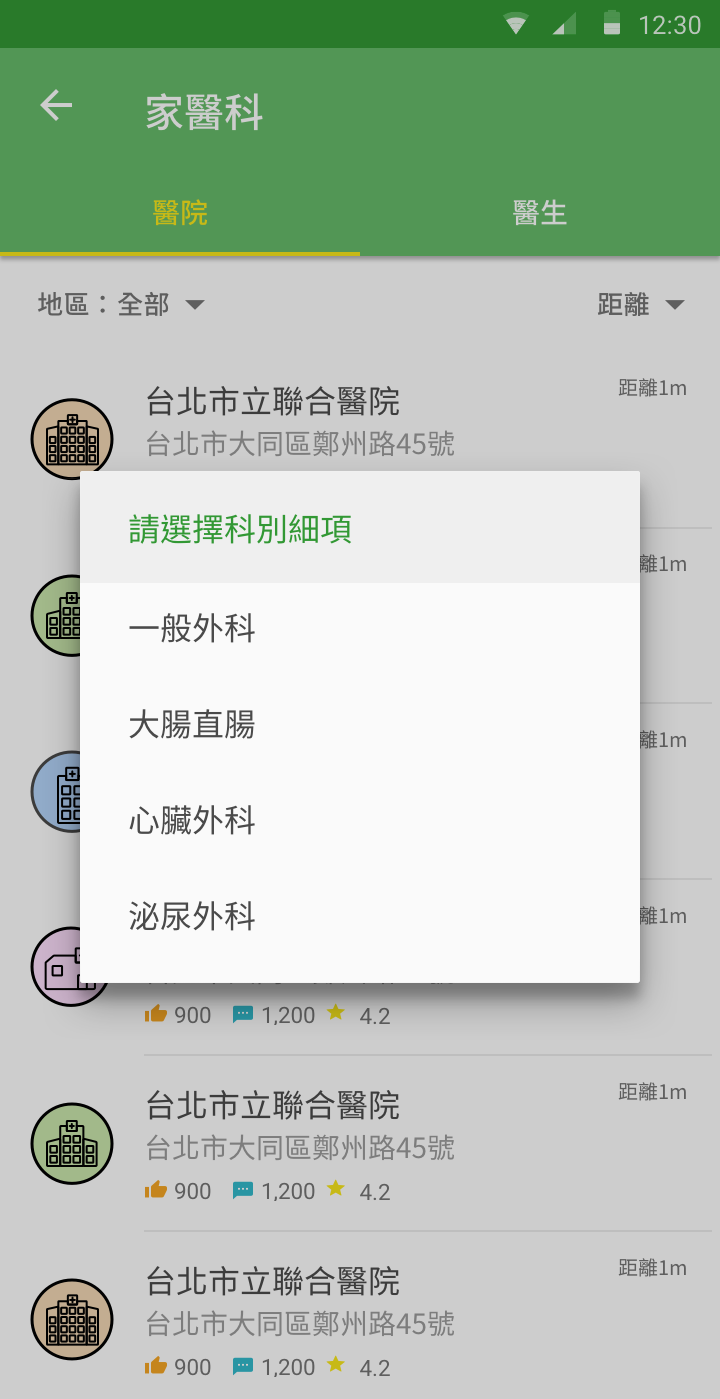 12:30
家醫科
醫院
醫生
地區：全部
距離
台北市立聯合醫院
距離1m
台北市大同區鄭州路45號
請選擇科別細項
離1m
一般外科
大腸直腸
離1m
心臟外科
泌尿外科
離1m
900 1,200 4.2
台北市立聯合醫院
距離1m
台北市大同區鄭州路45號
900 1,200 4.2
台北市立聯合醫院
距離1m
台北市大同區鄭州路45號
900 1,200 4.2